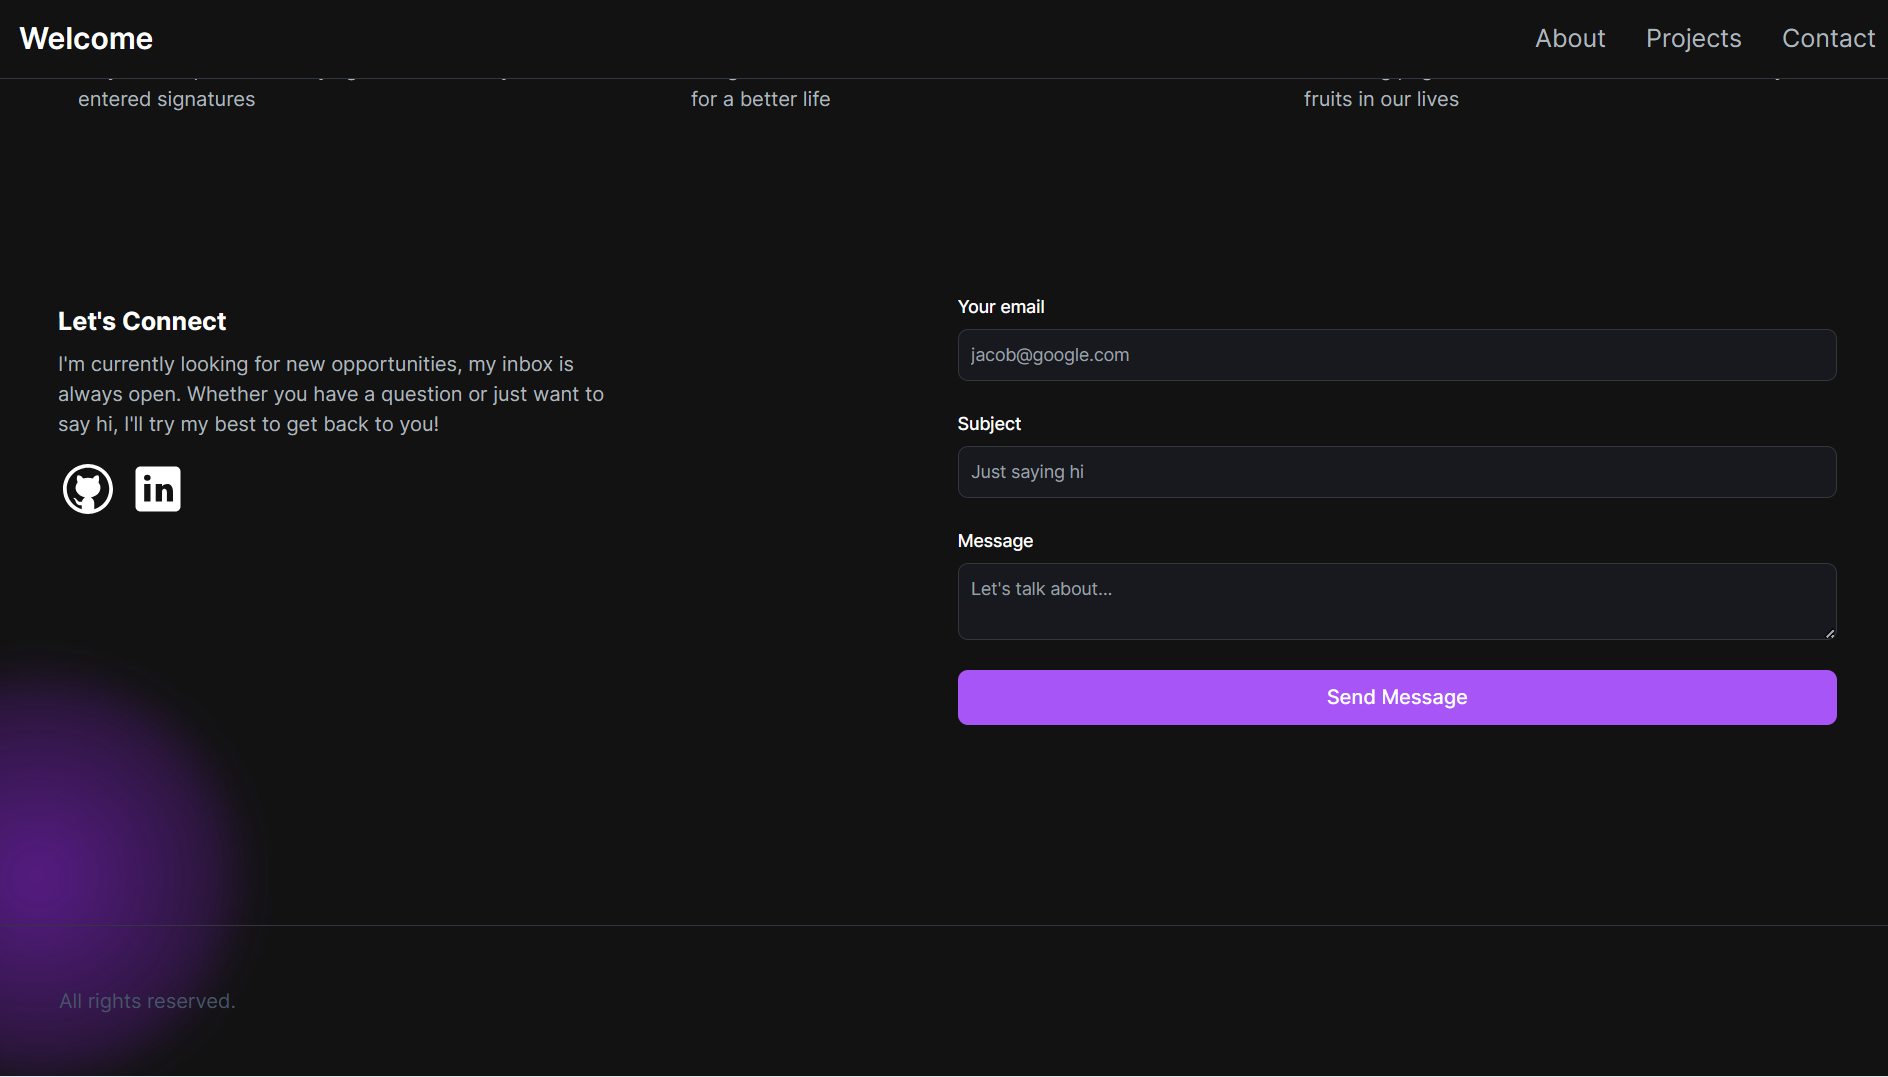 Welcome
About
Projects
Contact
entered signatures
for a better life
fruits in our lives
Let's Connect
I'm currently looking for new opportunities, my inbox is
always open. Whether you have a question or just want to
say hi, I'll try my best to get back to you!
in
Your email
jacob@google.com
Subject
Just saying hi
Message
Let's talk about...
Send Message
All rights reserved.